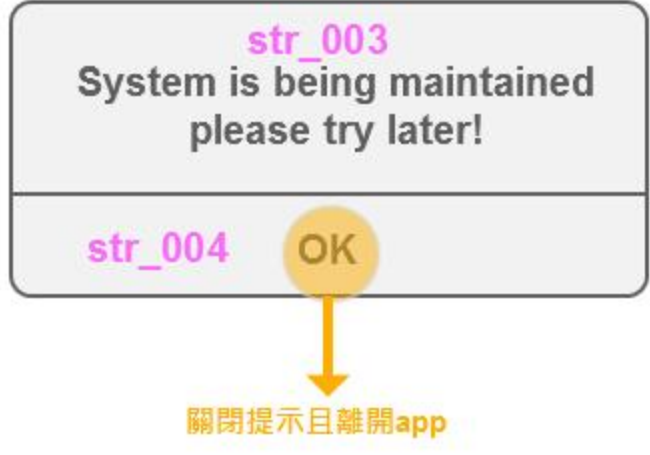 str_003
System is being maintained
please try later!
str_004 OK
關閉提示且離開app